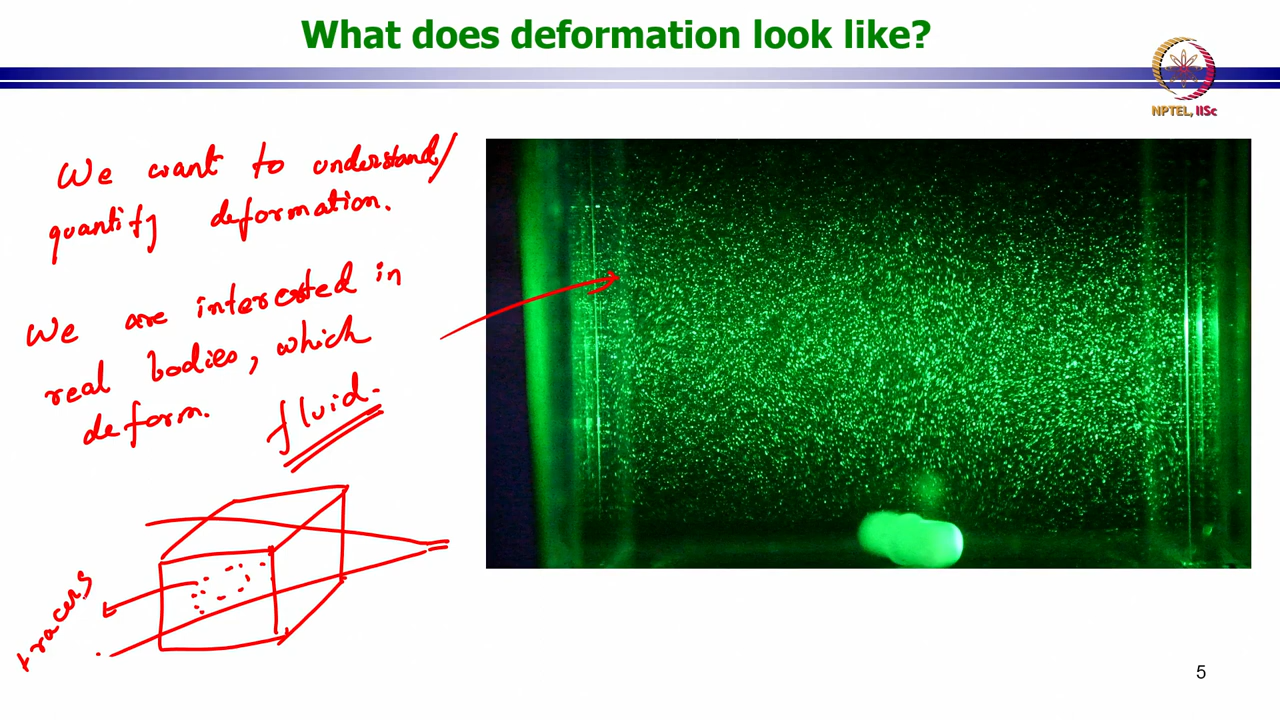 What does deformation look like?
NPTEL, IISc
We want to understand/
quantify deformation.
We are interested in
real bodies, which
deform. fluid.
tracers
5